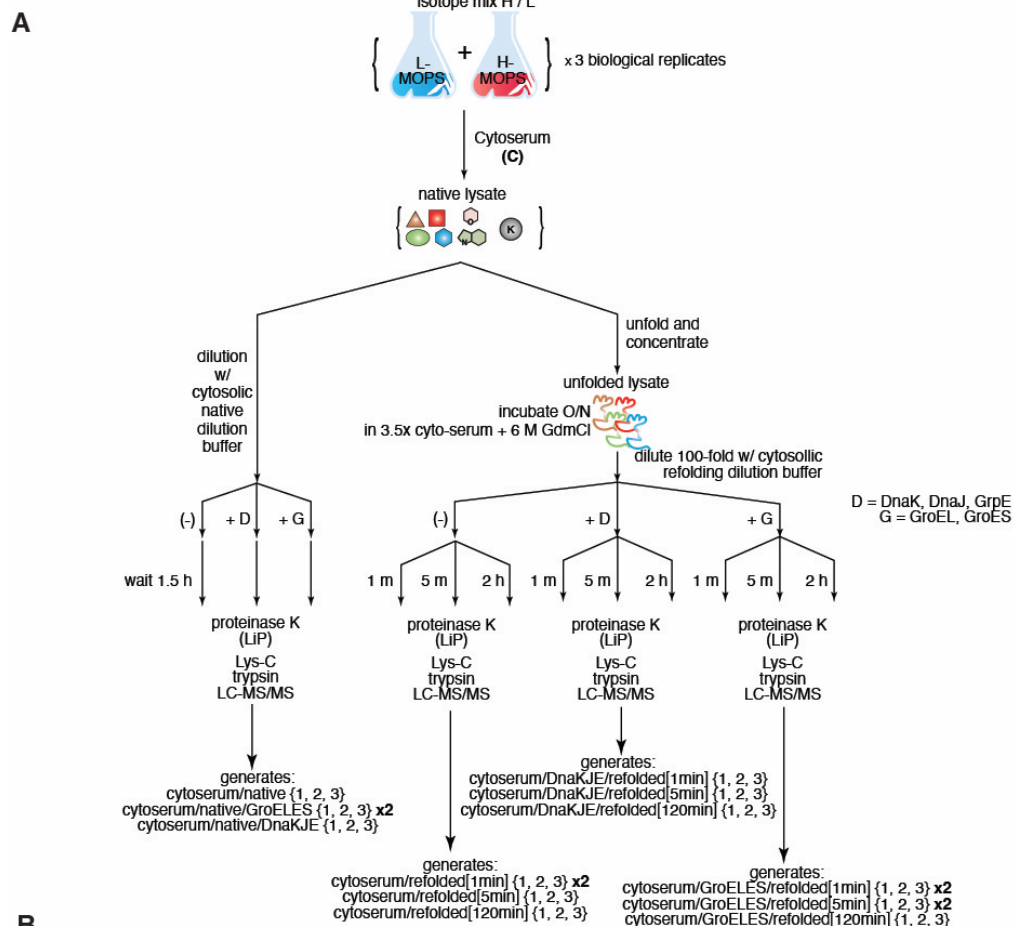 A
isotope mix H / L
L-
MOPS
+
H-
MOPS
x 3 biological replicates
Cytoserum
(C)
native lysate
N
K
dilution
w/
cytosolic
native
dilution
buffer
unfold and
concentrate
unfolded lysate
incubate O/N
in 3.5x cyto-serum + 6 M GdmCl
dilute 100-fold w/ cytosollic
refolding dilution buffer
D = DnaK, DnaJ, GrpE
G = GroEL, GroES
(-) + D + G
(-) + D + G
wait 1.5 h
1 m 5 m 2 h 1 m 5 m 2 h 1 m 5 m 2 h
proteinase K
(LiP)
Lys-C
trypsin
LC-MS/MS
proteinase K
(LiP)
Lys-C
trypsin
LC-MS/MS
proteinase K
(LiP)
Lys-C
trypsin
LC-MS/MS
proteinase K
(LiP)
Lys-C
trypsin
LC-MS/MS
generates:
cytoserum/native {1, 2, 3}
cytoserum/native/GroELES {1, 2, 3} x2
cytoserum/native/DnaKJE {1, 2, 3}
generates:
cytoserum/DnaKJE/refolded[1min] {1, 2, 3}
cytoserum/DnaKJE/refolded[5min] {1, 2, 3}
cytoserum/DnaKJE/refolded[120min] {1, 2, 3}
generates:
cytoserum/refolded[1min] {1, 2, 3} x2
cytoserum/refolded[5min] {1, 2, 3}
cytoserum/refolded[120min] {1, 2, 3}
generates:
cytoserum/GroELES/refolded[1min] {1, 2, 3} x2
cytoserum/GroELES/refolded[5min] {1, 2, 3} x2
cytoserum/GroELES/refolded[120min] {1, 2, 3}
B